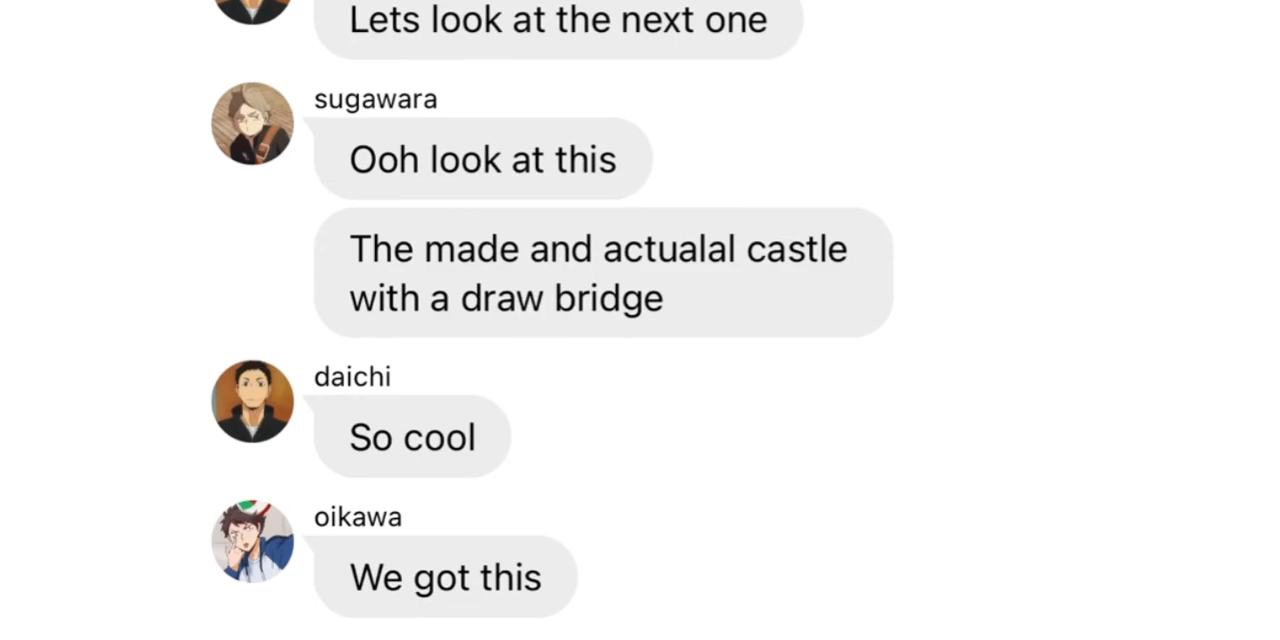 Lets look at the next one
sugawara
Ooh look at this
The made and actualal castle
with a draw bridge
daichi
So cool
oikawa
We got this